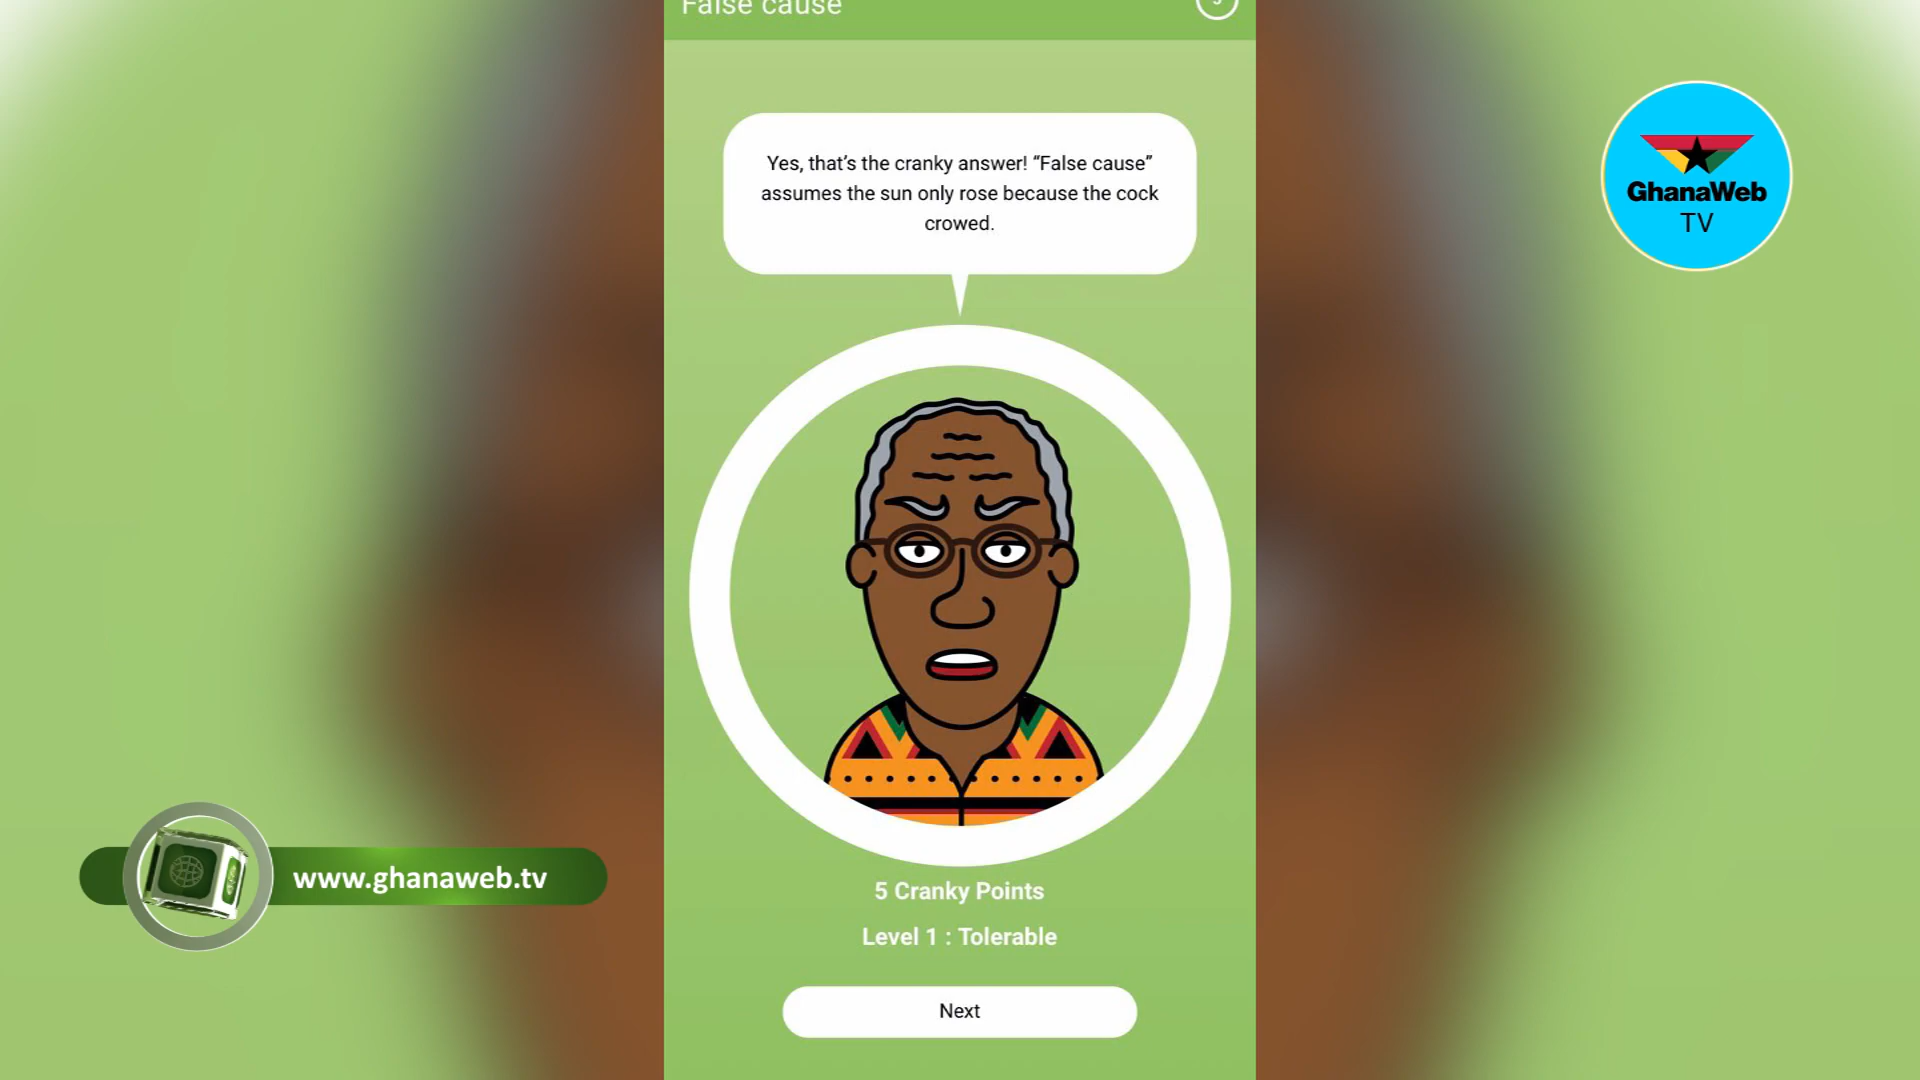 False cause
Yes, that's the cranky answer! “False cause”
assumes the sun only rose because the cock
crowed.
GhanaWeb
TV
www.ghanaweb.tv
5 Cranky Points
Level 1 : Tolerable
Next